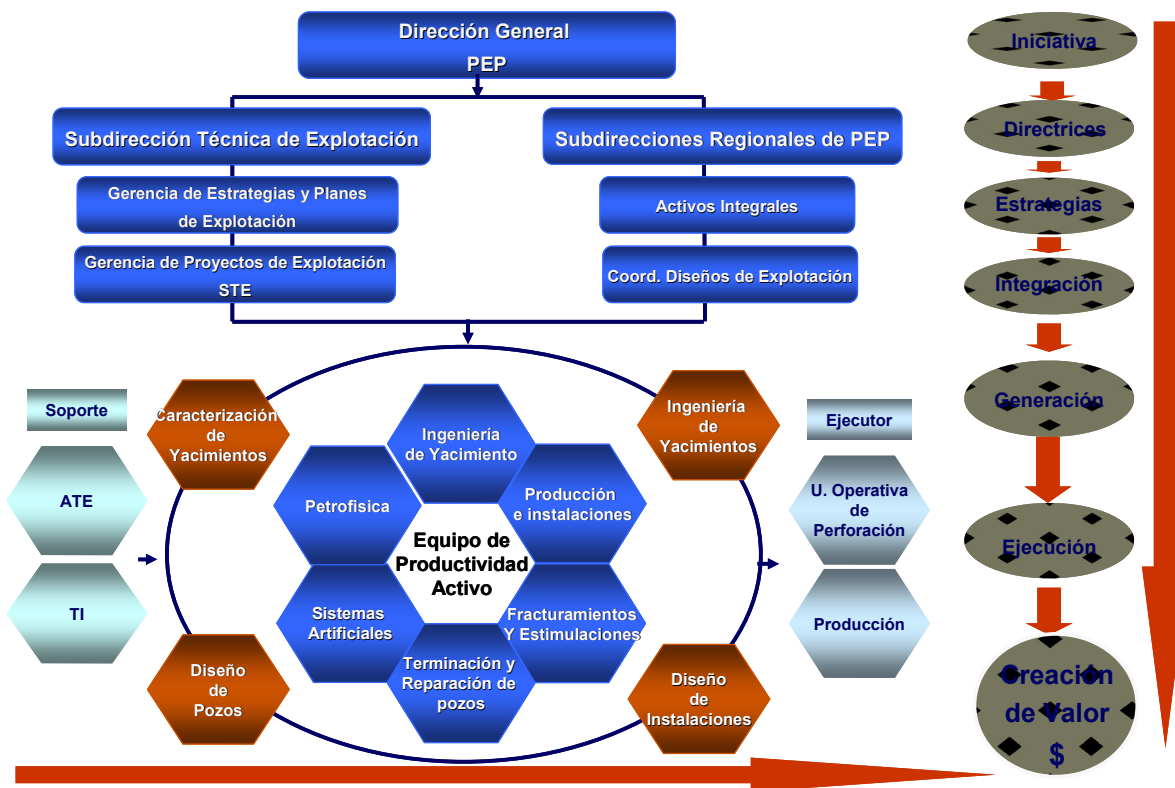 Dirección General
PEP
Subdirección Técnica de Explotación
Subdirecciones Regionales de PEP
Gerencia de Estrategias y Planes
de Explotación
Activos Integrales
Gerencia de Proyectos de Explotación
STE
Coord. Diseños de Explotación
Soporte
ATE
TI
Caracterización
de
Yacimientos
Ingeniería
de
Yacimientos
Diseño
de
Pozos
Diseño
de
Instalaciones
Ingeniería
de Yacimiento
Petrofisica
Producción
e instalaciones
Equipo de
Productividad
Activo
Sistemas
Artificiales
Fracturamientos
Y Estimulaciones
Terminación y
Reparación de
pozos
Ejecutor
U. Operativa
de
Perforación
Producción
Iniciativa
Directrices
Estrategias
Integración
Generación
Ejecución
Creación
de Valor
$